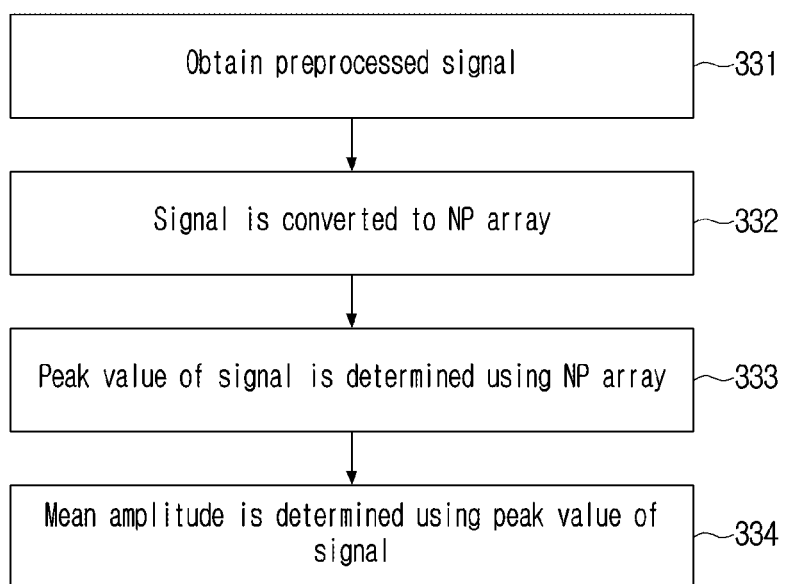 Obtain preprocessed signal
331
Signal is converted to NP array
332
Peak value of signal is determined using NP array
333
Mean amplitude is determined using peak value of
signal
334